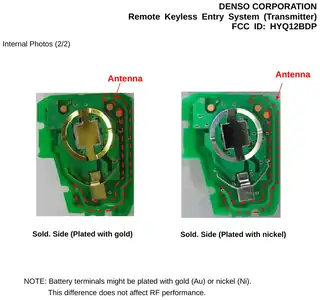 DENSO CORPORATION
Remote Keyless Entry System (Transmitter)
FCC ID: HYQ12BDP
Internal Photos (2/2)
Antenna
Antenna
Sold. Side (Plated with gold)
Sold. Side (Plated with nickel)
NOTE: Battery terminals might be plated with gold (Au) or nickel (Ni).
This difference does not affect RF performance.